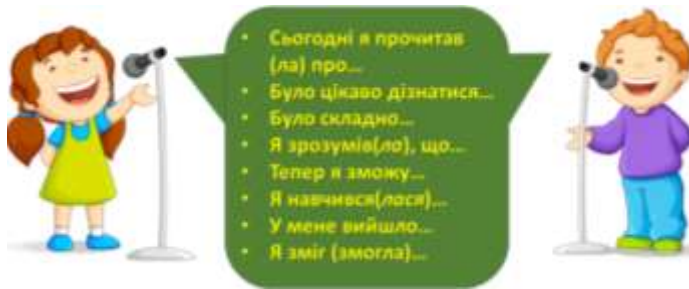 • Сьогодні я прочитав
(ла) про...
• Було цікаво дізнатися...
• Було складно...
• Я зрозумів(ла), що...
• Тепер я зможу...
• Я навчився(лася)...
• У мене вийшло...
• Я зміг (змогла)...